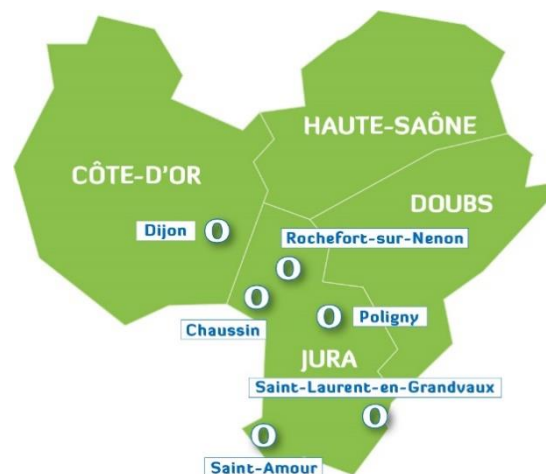 HAUTE-SAÔNE
CÔTE-D'OR
DOUBS
Dijon
O
Rochefort-sur-Nenon
O
O
Chaussin
O
Poligny
JURA
Saint-Laurent-en-Grandvaux
O
O
Saint-Amour